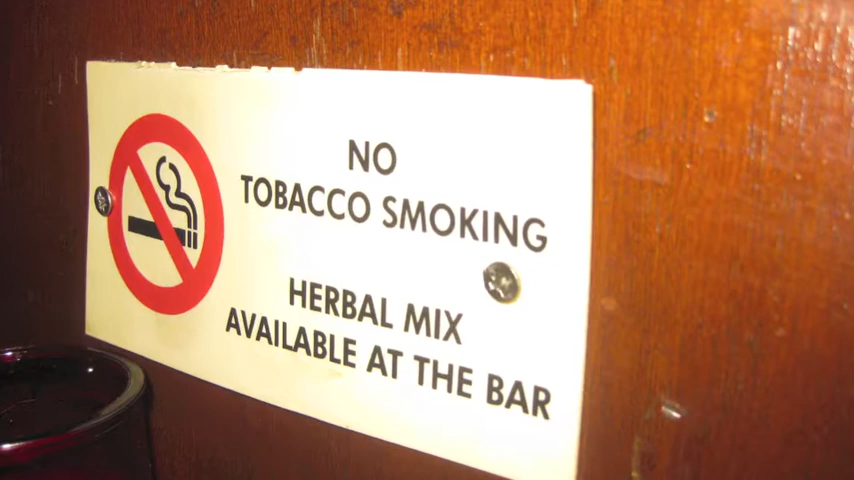 NO
TOBACCO SMOKING
HERBAL MIX
AVAILABLE AT THE BAR